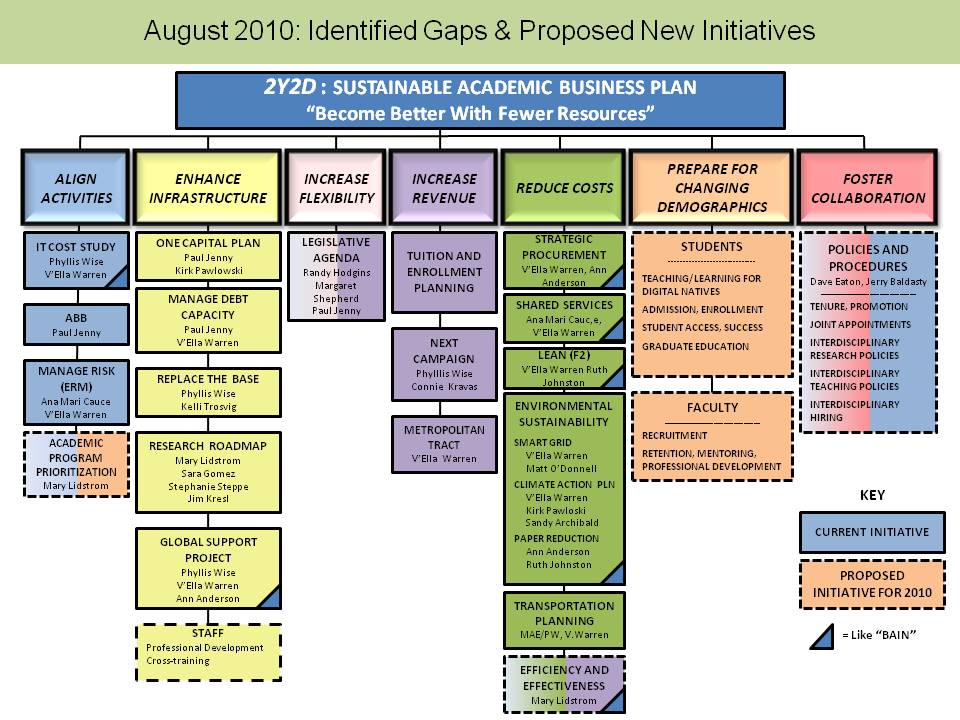 August 2010: Identified Gaps & Proposed New Initiatives
2Y2D : SUSTAINABLE ACADEMIC BUSINESS PLAN
“Become Better With Fewer Resources”
ALIGN
ACTIVITIES
IT COST STUDY
Phyllis Wise
V'Ella Warren
ABB
Paul Jenny
MANAGE RISK
(ERM)
Ana Mari Cauce
V'Ella Warren
ACADEMIC
PROGRAM
PRIORITIZATION
Mary Lidstrom
ENHANCE
INFRASTRUCTURE
ONE CAPITAL PLAN
Paul Jenny
Kirk Pawlowski
MANAGE DEBT
CAPACITY
Paul Jenny
V'Ella Warren
REPLACE THE BASE
Phyllis Wise
Kelli Trosvig
RESEARCH ROADMAP
Mary Lidstrom
Sara Gomez
Stephanie Steppe
Jim Kresl
GLOBAL SUPPORT
PROJECT
Phyllis Wise
V'Ella Warren
Ann Anderson
STAFF
Professional Development
Cross-training
INCREASE
FLEXIBILITY
LEGISLATIVE
AGENDA
Randy Hodgins
Margaret
Shepherd
Paul Jenny
INCREASE
REVENUE
TUITION AND
ENROLLMENT
PLANNING
NEXT
CAMPAIGN
Phylllis Wise
Connie Kravas
METROPOLITAN
TRACT
V'Ella Warren
REDUCE COSTS
STRATEGIC
PROCUREMENT
V'Ella Warren, Ann
Anderson
SHARED SERVICES
Ana Mari Cauc,e,
V'Ella Warren
LEAN (F2)
V'Ella Warren Ruth
Johnston
ENVIRONMENTAL
SUSTAINABILITY
SMART GRID
V'Ella Warren
Matt O'Donnell
CLIMATE ACTION PLN
V'Ella Warren
Kirk Pawloski
Sandy Archibald
PAPER REDUCTION
Ann Anderson
Ruth Johnston
TRANSPORTATION
PLANNING
MAE/PW, V.Warren
EFFICIENCY AND
EFFECTIVENESS
Mary Lidstrom
PREPARE FOR
CHANGING
DEMOGRAPHICS
STUDENTS
TEACHING/LEARNING FOR
DIGITAL NATIVES
ADMISSION, ENROLLMENT
STUDENT ACCESS, SUCCESS
GRADUATE EDUCATION
FACULTY
RECRUITMENT
RETENTION, MENTORING,
PROFESSIONAL DEVELOPMENT
FOSTER
COLLABORATION
POLICIES AND
PROCEDURES
Dave Eaton, Jerry Baldasty
TENURE, PROMOTION
JOINT APPOINTMENTS
INTERDISCIPLINARY
RESEARCH POLICIES
INTERDISCIPLINARY
TEACHING POLICIES
INTERDISCIPLINARY
HIRING
KEY
CURRENT INITIATIVE
PROPOSED
INITIATIVE FOR 2010
= Like “BAIN”